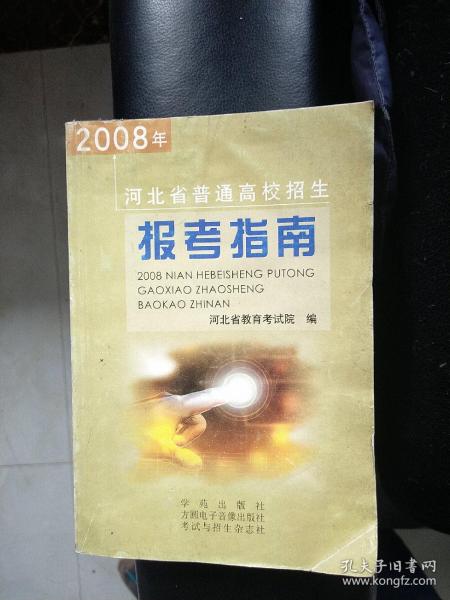 2008年
河北省普通高校招生
报考指南
2008 NIAN HEBEISHENG PUTONG
GAOXIAO ZHAOSHENG
BAOKAO ZHINAN
河北省教育考试院 编
学苑出版社
方圆电子音像出版社
考试与招生杂志社
孔夫子旧书网
www.kongfz.com